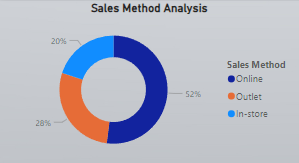 Sales Method Analysis
20%
Sales Method
Online
52%
Outlet
In-store
28%